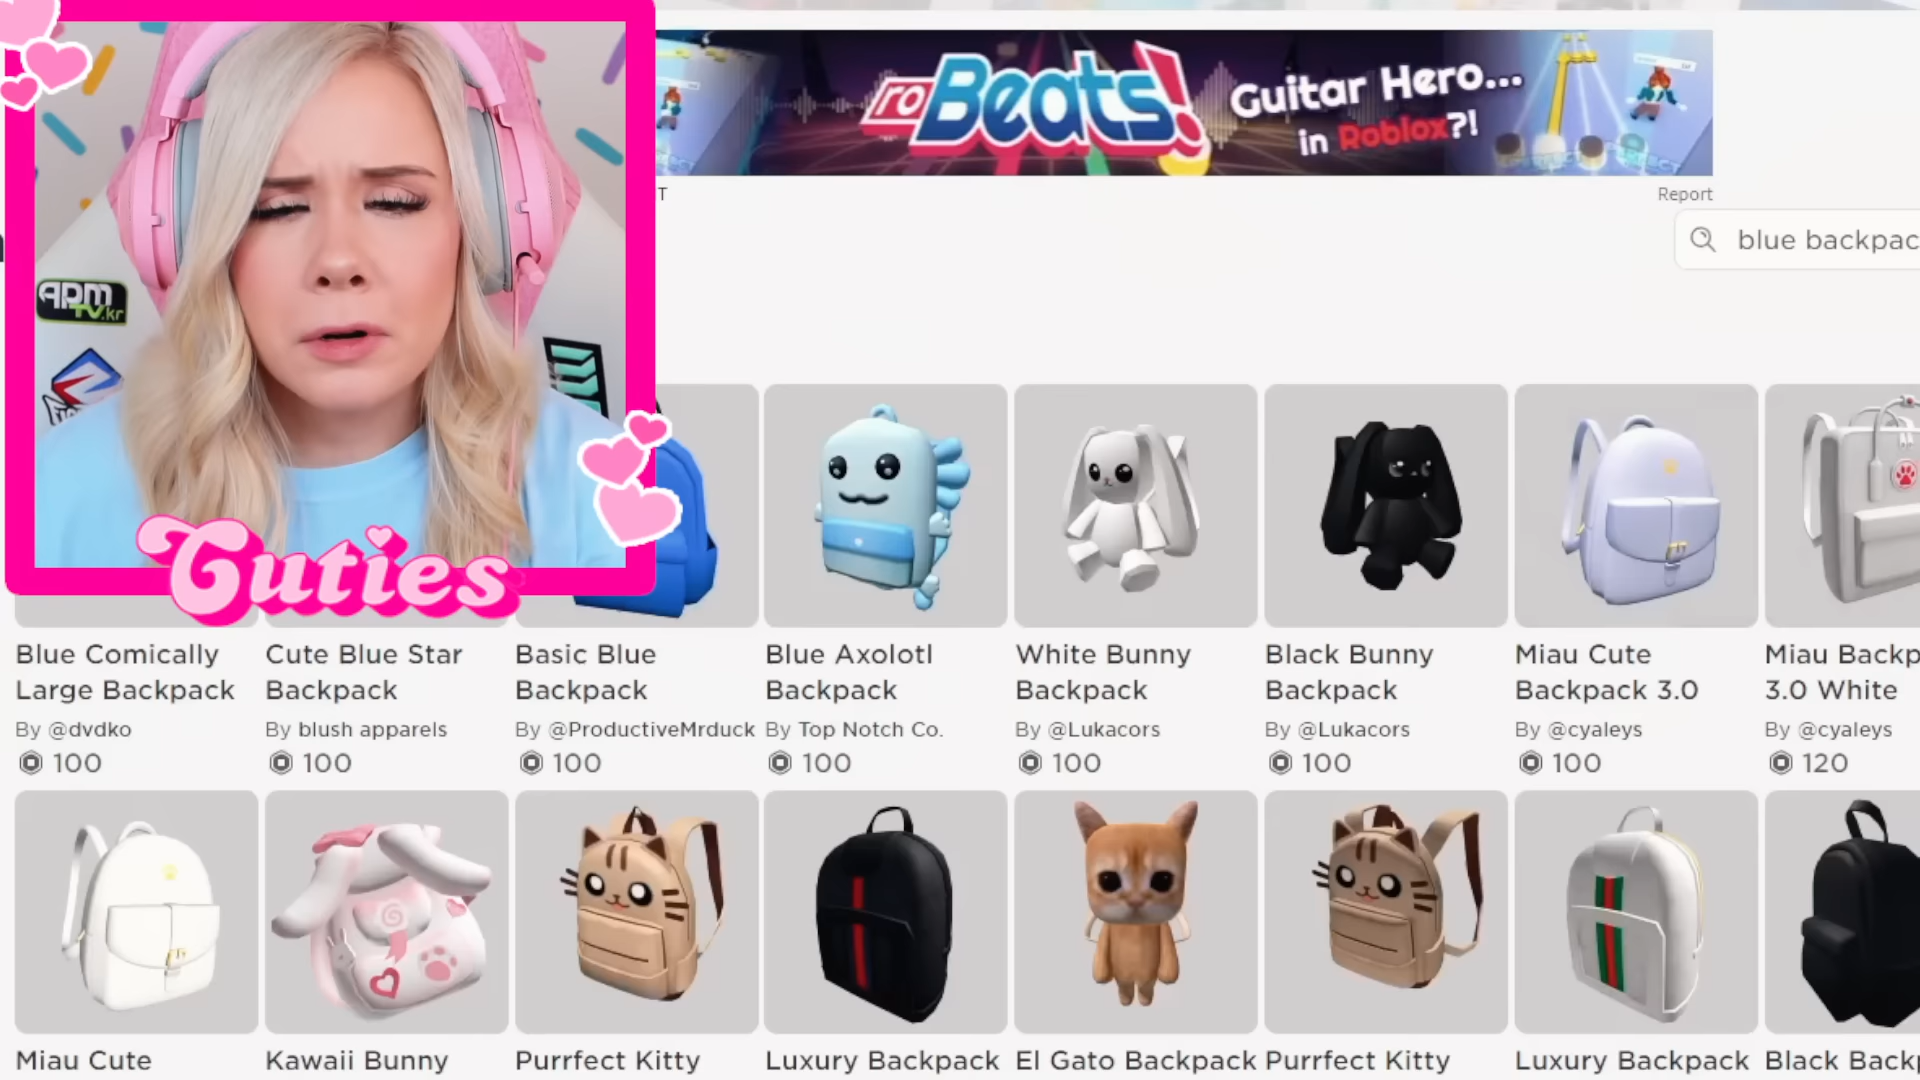 roBeats!
Guitar Hero...
in Roblox?!
T
Report
blue backpac
apm
TV.kr
Cuties
Blue Comically
Large Backpack
By @dvdko
100
Cute Blue Star
Backpack
By blush apparels
100
Basic Blue
Backpack
By @ProductiveMrduck
100
Blue Axolotl
Backpack
By Top Notch Co.
100
White Bunny
Backpack
By @Lukacors
100
Black Bunny
Backpack
By @Lukacors
100
Miau Cute
Backpack 3.0
By @cyaleys
100
Miau Backp
3.0 White
By @cyaleys
120
Miau Cute
Kawaii Bunny
Purrfect Kitty
Luxury Backpack
El Gato Backpack
Purrfect Kitty
Luxury Backpack
Black Backp